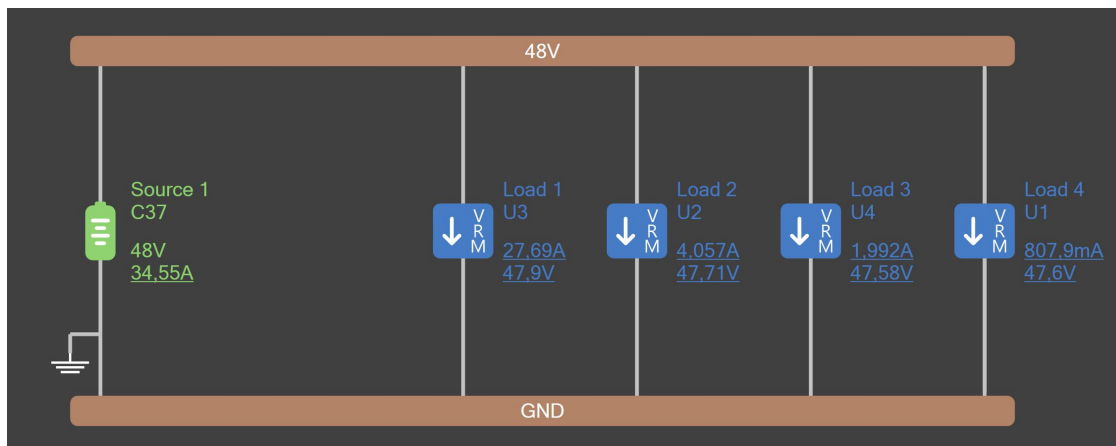 48V
Source 1
C37
48V
34,55A
Load 1
U3
VRM
27,69A
47,9V
Load 2
U2
VRM
4,057A
47,71V
Load 3
U4
VRM
1,992A
47,58V
Load 4
U1
VRM
807,9mA
47,6V
GND